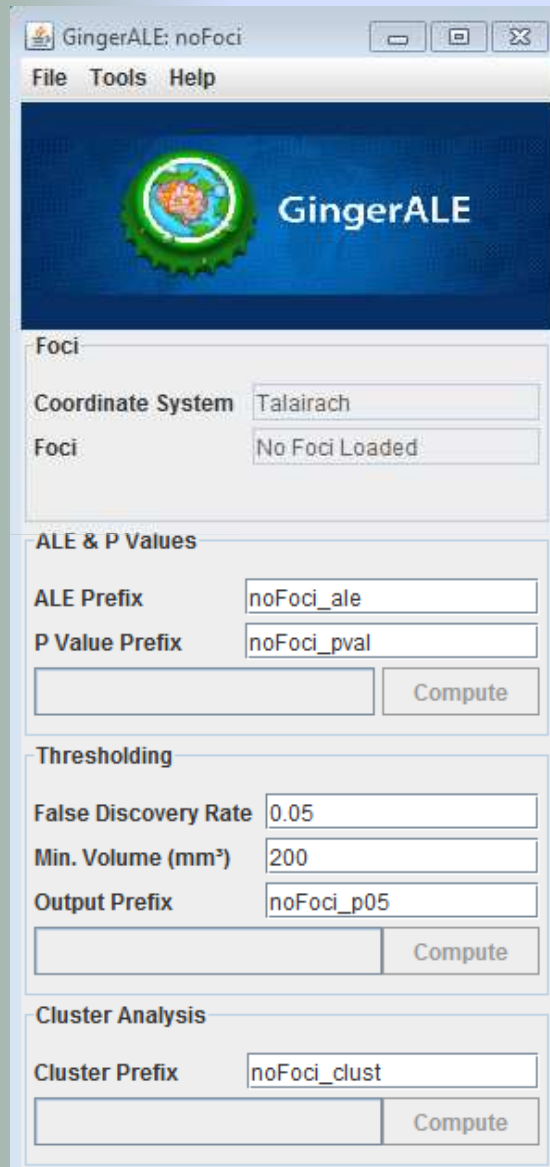 GingerALE: noFoci
File Tools Help
GingerALE
Foci
Coordinate System Talairach
Foci No Foci Loaded
ALE & P Values
ALE Prefix noFoci_ale
P Value Prefix noFoci_pval
Compute
Thresholding
False Discovery Rate 0.05
Min. Volume (mm³) 200
Output Prefix noFoci_p05
Compute
Cluster Analysis
Cluster Prefix noFoci_clust
Compute